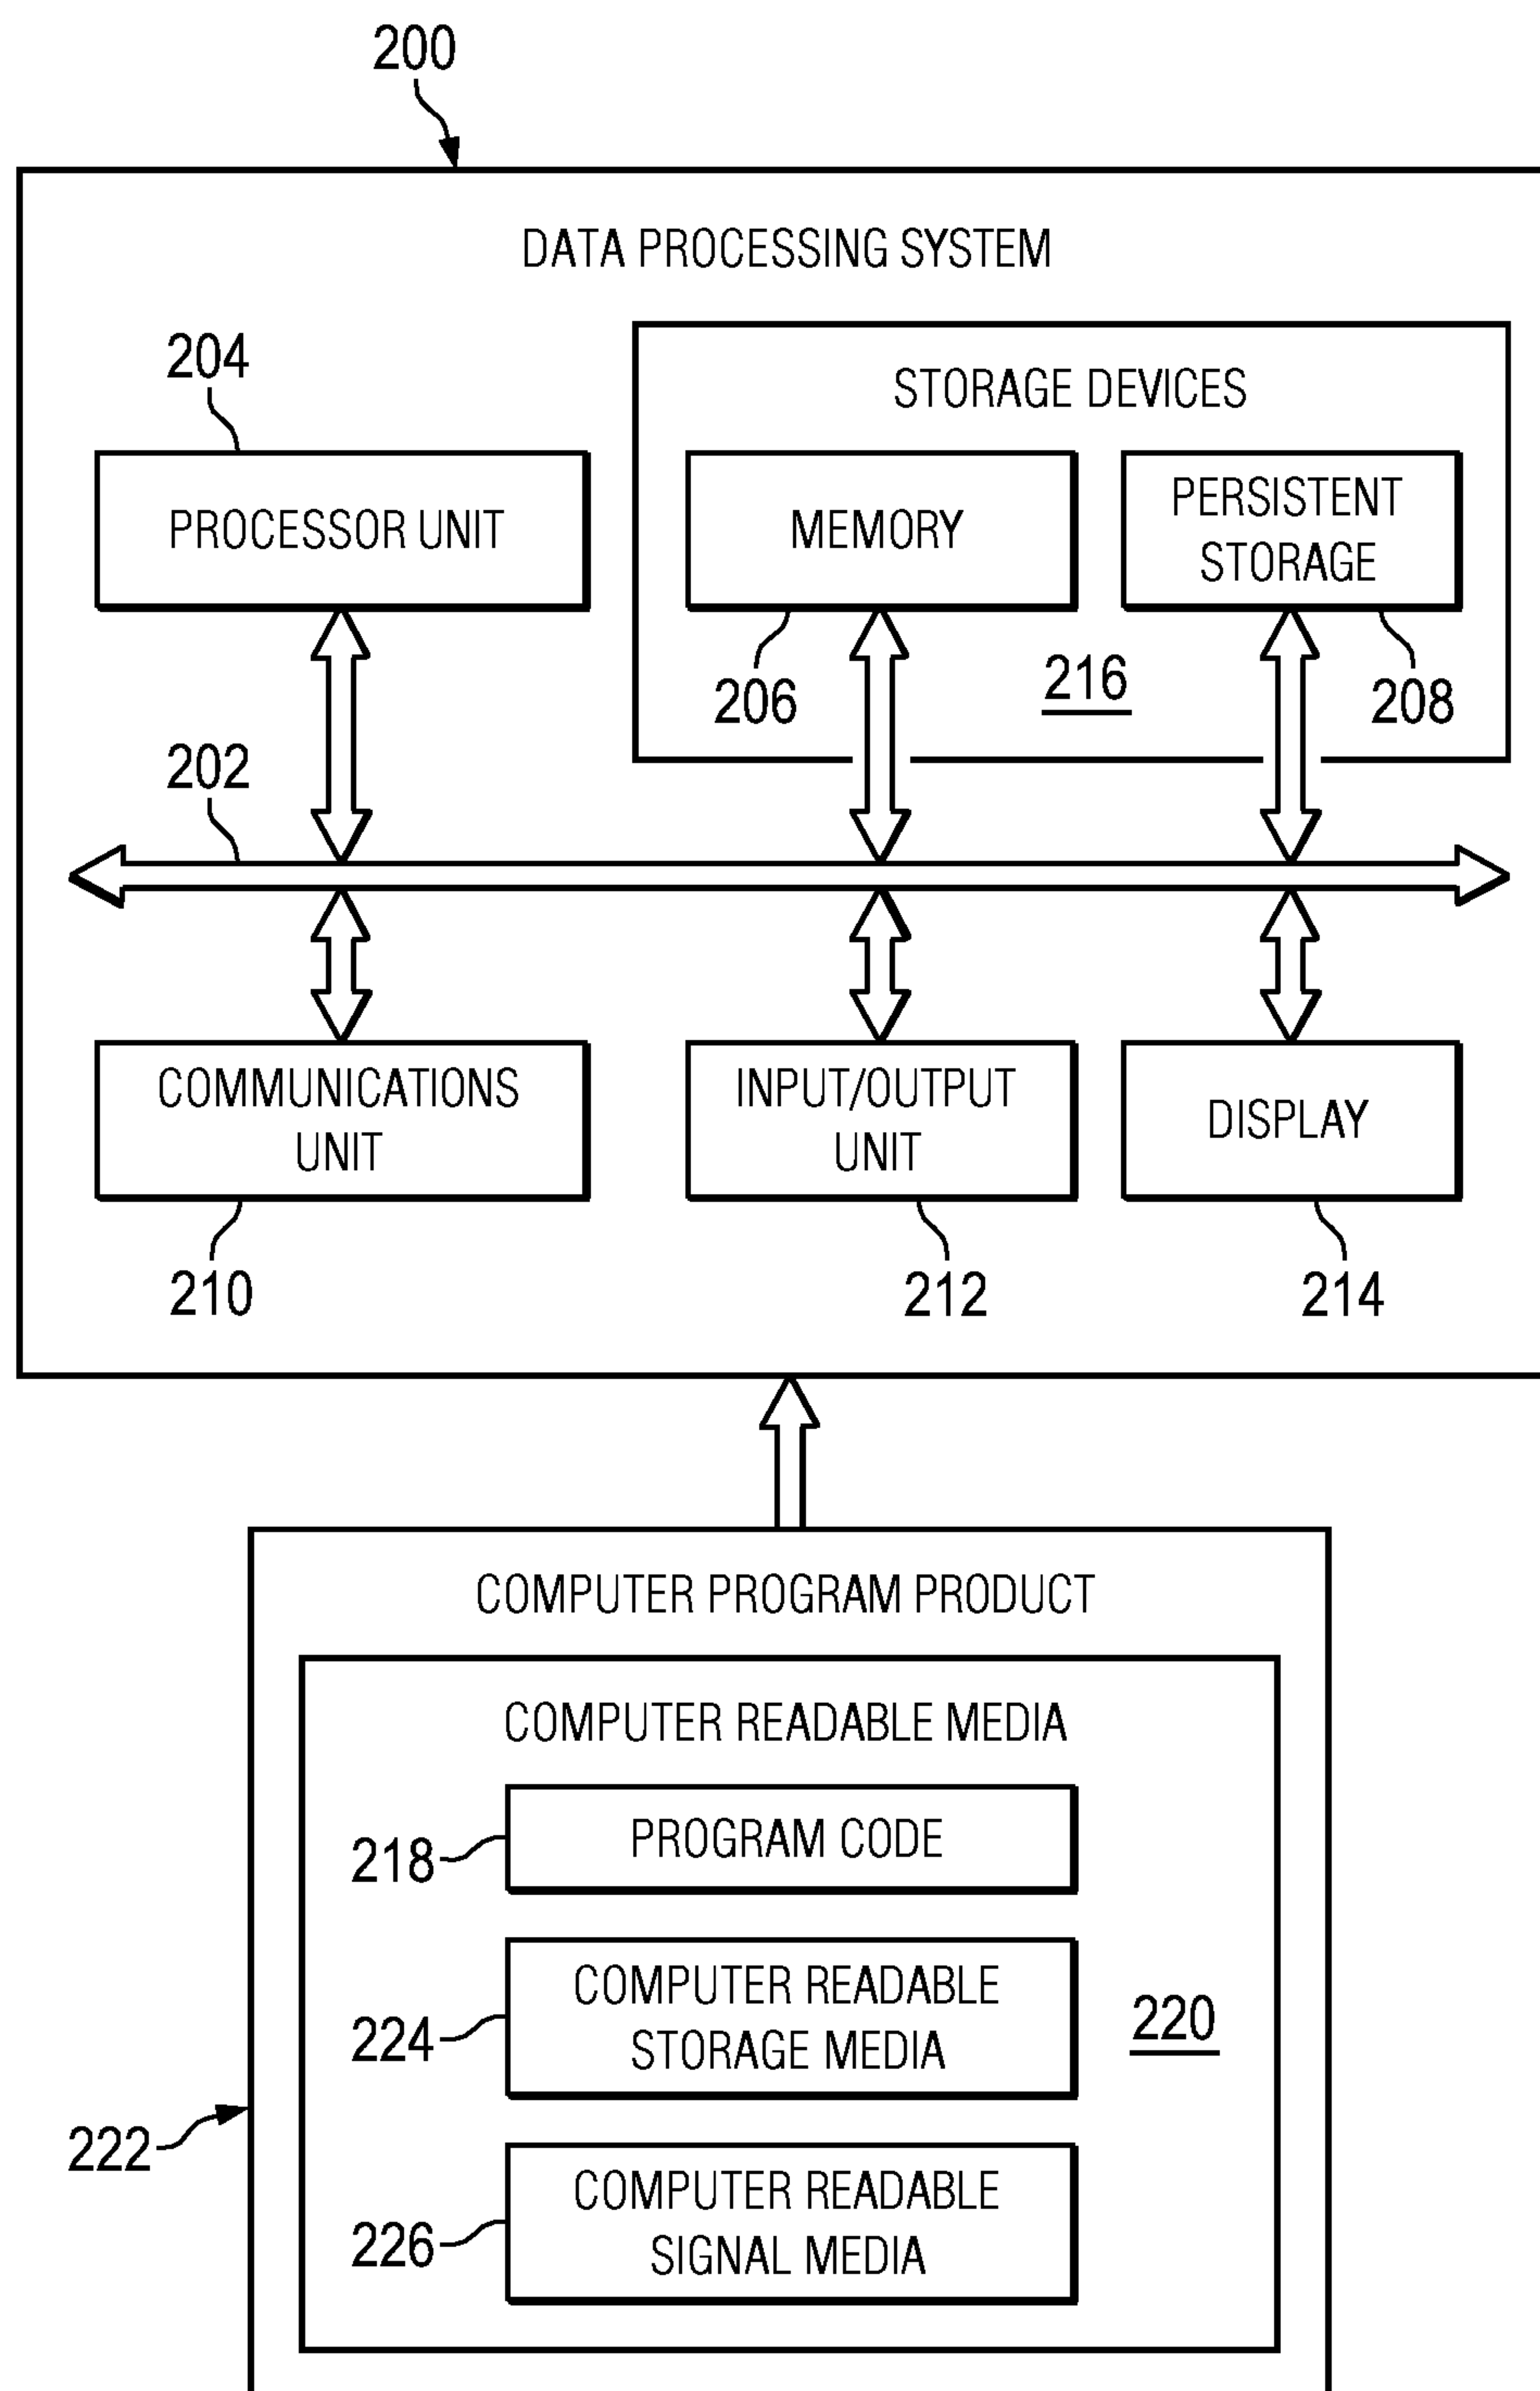 200
DATA PROCESSING SYSTEM
204
STORAGE DEVICES
PROCESSOR UNIT
MEMORY
PERSISTENT
STORAGE
206
216
208
202
COMMUNICATIONS
UNIT
INPUT/OUTPUT
UNIT
DISPLAY
210
212
214
COMPUTER PROGRAM PRODUCT
COMPUTER READABLE MEDIA
218
PROGRAM CODE
224
COMPUTER READABLE
STORAGE MEDIA
220
222
226
COMPUTER READABLE
SIGNAL MEDIA